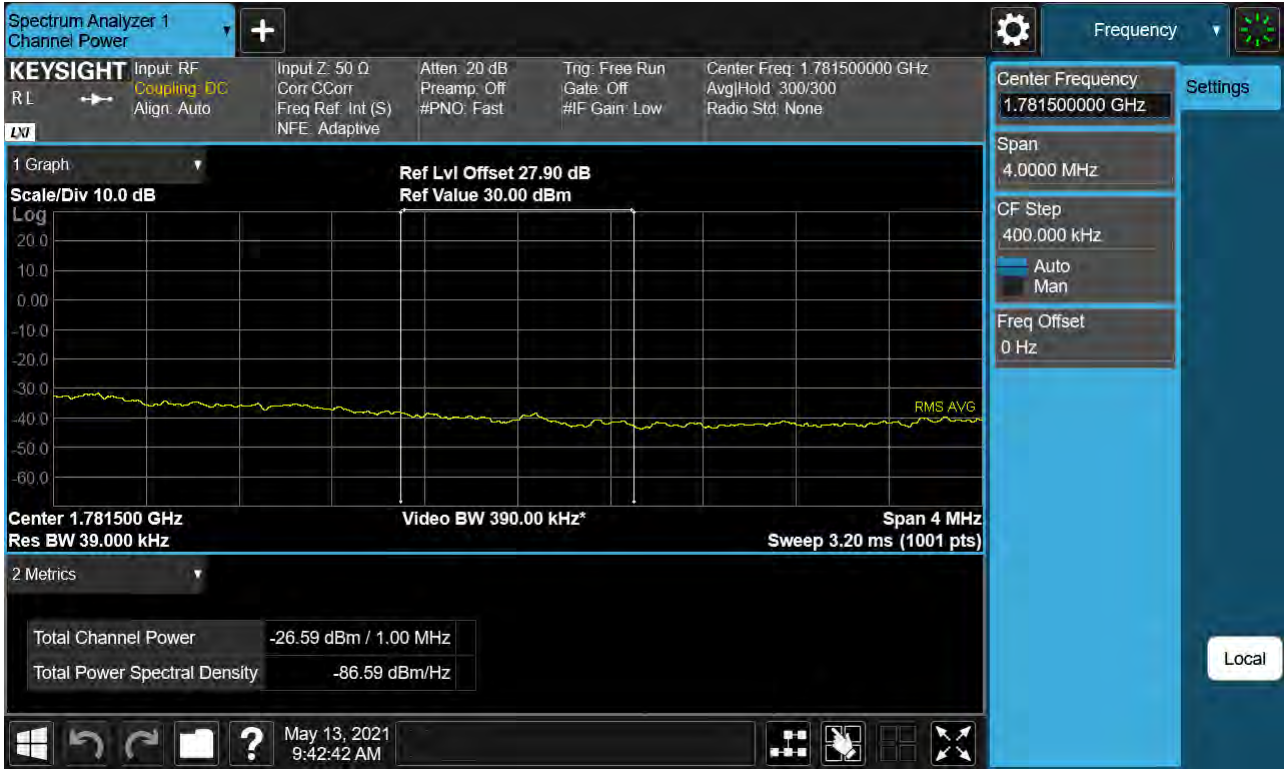 Spectrum Analyzer 1
Channel Power
Frequency
KEYSIGHT
RL
LXI
Input: RF
Coupling: DC
Align: Auto
Input Z: 50 Ω
Corr CCorr
Freq Ref: Int (S)
NFE: Adaptive
Atten: 20 dB
Preamp: Off
#PNO: Fast
Trig: Free Run
Gate: Off
#IF Gain: Low
Center Freq: 1.781500000 GHz
Avg|Hold: 300/300
Radio Std: None
Center Frequency
1.781500000 GHz
Settings
Span
4.0000 MHz
CF Step
400.000 kHz
Auto
Man
Freq Offset
0 Hz
Local
1 Graph
Scale/Div 10.0 dB
Ref Lvl Offset 27.90 dB
Ref Value 30.00 dBm
Log
20.0
10.0
0.00
-10.0
-20.0
-30.0
-40.0
-50.0
-60.0
RMS AVG
Center 1.781500 GHz
Video BW 390.00 kHz*
Span 4 MHz
Res BW 39.000 kHz
Sweep 3.20 ms (1001 pts)
2 Metrics
Total Channel Power -26.59 dBm / 1.00 MHz
Total Power Spectral Density -86.59 dBm/Hz
?
May 13, 2021
9:42:42 AM